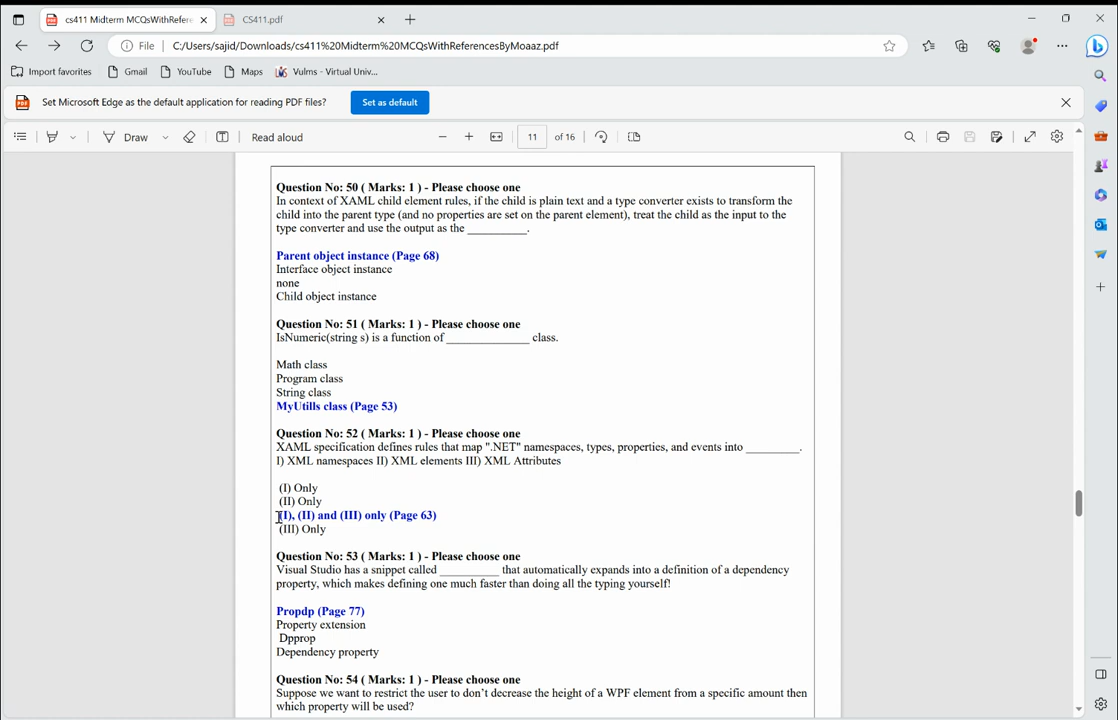 cs411 Midterm MCQsWithRefere
CS411.pdf
File
C:/Users/sajid/Downloads/cs411%20Midterm%20MCQsWithReferencesByMoaaz.pdf
Import favorites
Gmail
YouTube
Maps
Vulms - Virtual Univ...
Set Microsoft Edge as the default application for reading PDF files?
Set as default
Draw
Read aloud
11
of 16
Question No: 50 ( Marks: 1 ) - Please choose one
In context of XAML child element rules, if the child is plain text and a type converter exists to transform the
child into the parent type (and no properties are set on the parent element), treat the child as the input to the
type converter and use the output as the __________.
Parent object instance (Page 68)
Interface object instance
none
Child object instance
Question No: 51 ( Marks: 1 ) - Please choose one
IsNumeric(string s) is a function of ______________ class.
Math class
Program class
String class
MyUtills class (Page 53)
Question No: 52 ( Marks: 1 ) - Please choose one
XAML specification defines rules that map ".NET" namespaces, types, properties, and events into _________.
I) XML namespaces II) XML elements III) XML Attributes
(I) Only
(II) Only
(I), (II) and (III) only (Page 63)
(III) Only
Question No: 53 ( Marks: 1 ) - Please choose one
Visual Studio has a snippet called __________ that automatically expands into a definition of a dependency
property, which makes defining one much faster than doing all the typing yourself!
Propdp (Page 77)
Property extension
Dpprop
Dependency property
Question No: 54 ( Marks: 1 ) - Please choose one
Suppose we want to restrict the user to don't decrease the height of a WPF element from a specific amount then
which property will be used?